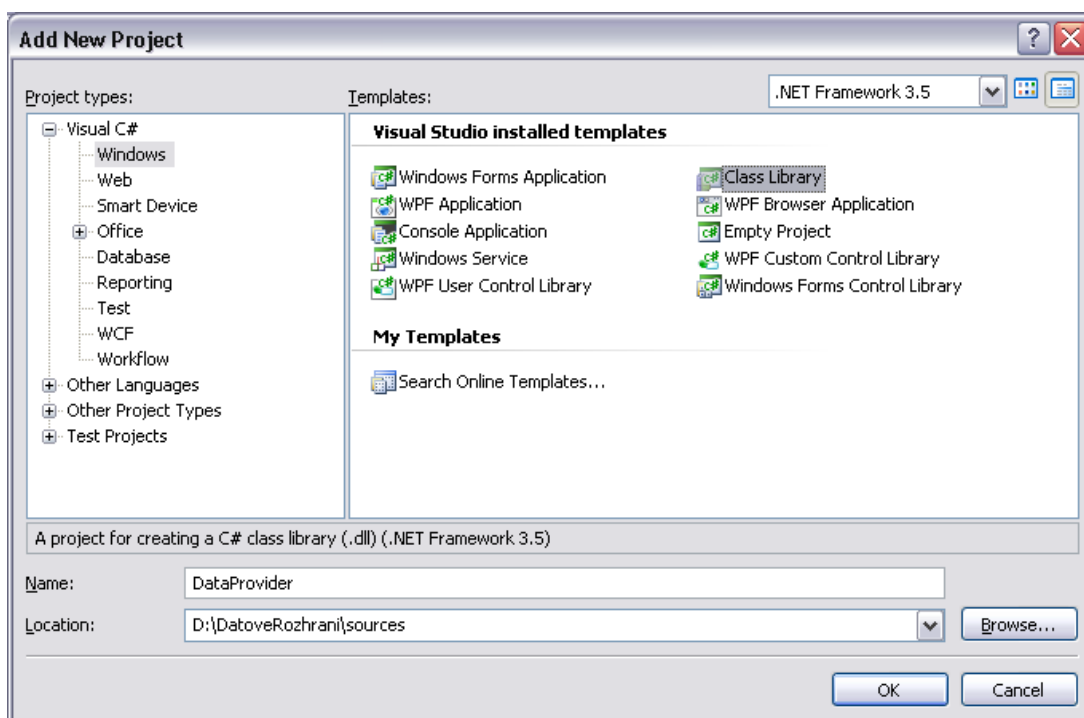 Add New Project
Project types:
Templates:
.NET Framework 3.5
Visual C#
Windows
Web
Smart Device
Office
Database
Reporting
Test
WCF
Workflow
Other Languages
Other Project Types
Test Projects
Visual Studio installed templates
Windows Forms Application
Class Library
WPF Application
WPF Browser Application
Console Application
Empty Project
Windows Service
WPF Custom Control Library
WPF User Control Library
Windows Forms Control Library
My Templates
Search Online Templates...
A project for creating a C# class library (.dll) (.NET Framework 3.5)
Name:
DataProvider
Location:
D:\DatoveRozhrani\sources
Browse...
OK
Cancel